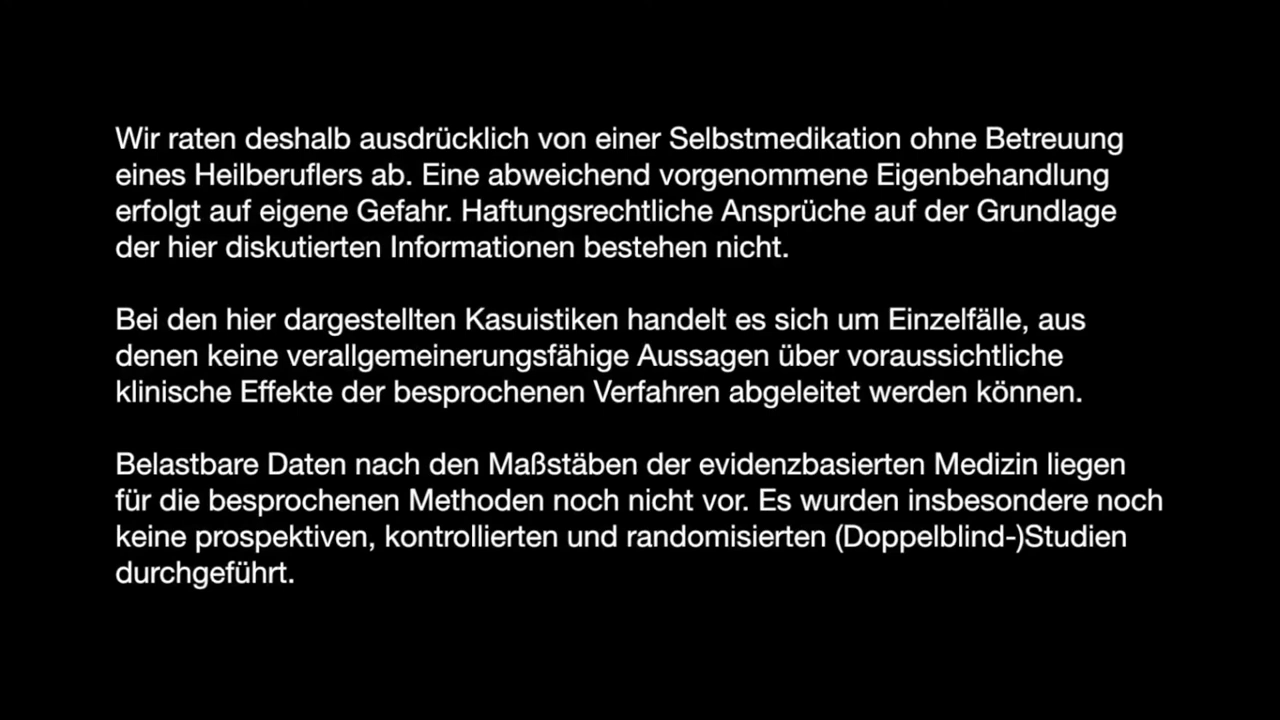 Wir raten deshalb ausdrücklich von einer Selbstmedikation ohne Betreuung
eines Heilberuflers ab. Eine abweichend vorgenommene Eigenbehandlung
erfolgt auf eigene Gefahr. Haftungsrechtliche Ansprüche auf der Grundlage
der hier diskutierten Informationen bestehen nicht.
Bei den hier dargestellten Kasuistiken handelt es sich um Einzelfälle, aus
denen keine verallgemeinerungsfähige Aussagen über voraussichtliche
klinische Effekte der besprochenen Verfahren abgeleitet werden können.
Belastbare Daten nach den Maßstäben der evidenzbasierten Medizin liegen
für die besprochenen Methoden noch nicht vor. Es wurden insbesondere noch
keine prospektiven, kontrollierten und randomisierten (Doppelblind-)Studien
durchgeführt.